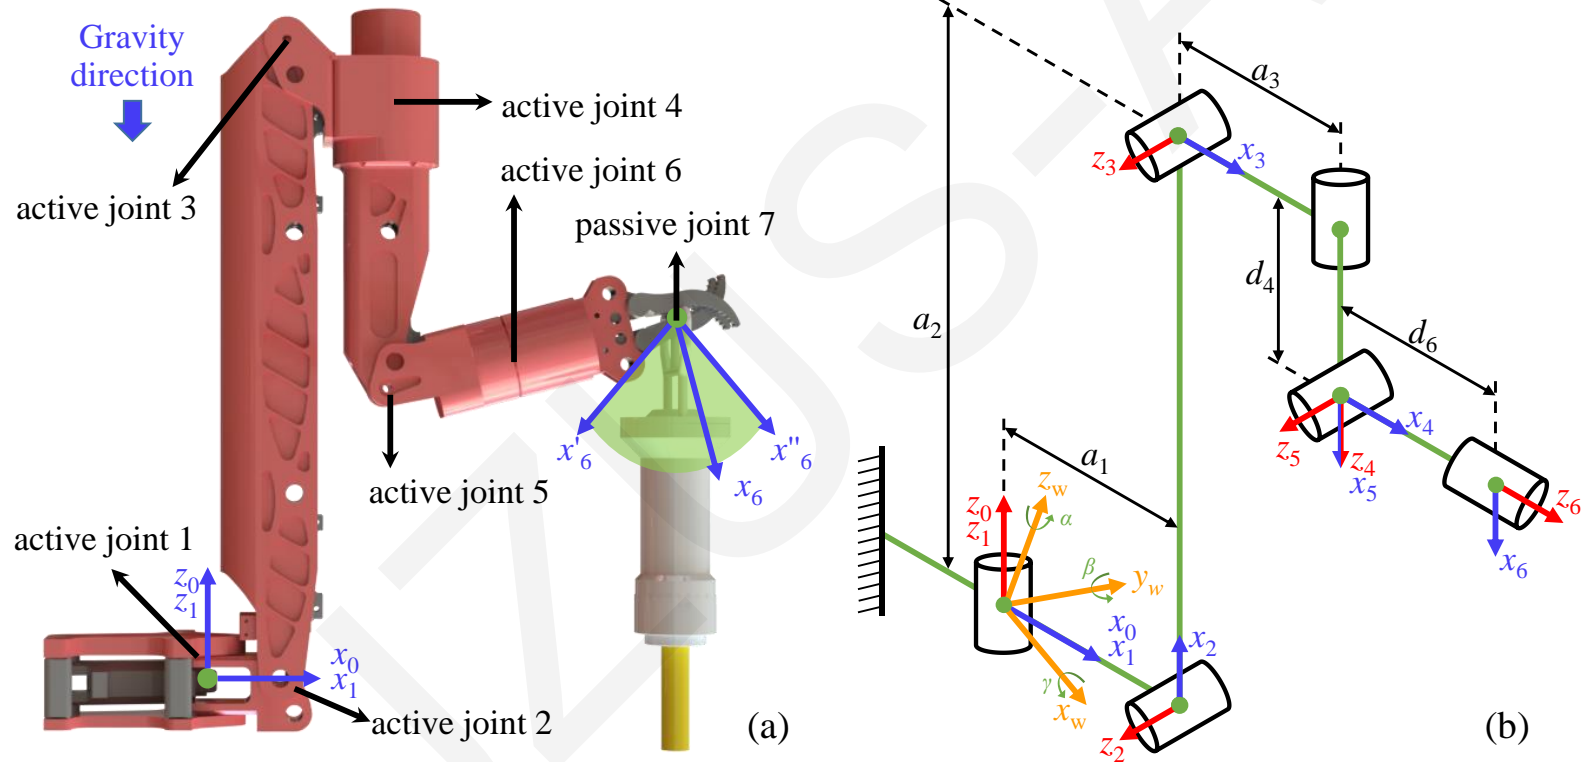 Gravity
direction
active joint 4
active joint 6
active joint 3
passive joint 7
x'6
x''6
x6
active joint 5
active joint 1
z0
z1
x0
x1
active joint 2
(a)
a3
z3
x3
a2
d4
d6
x4
z5
z4
x5
z6
x6
a1
z0
z1
zw
α
β
yw
x0
x1
x2
γ
xw
z2
(b)
IZUS-A